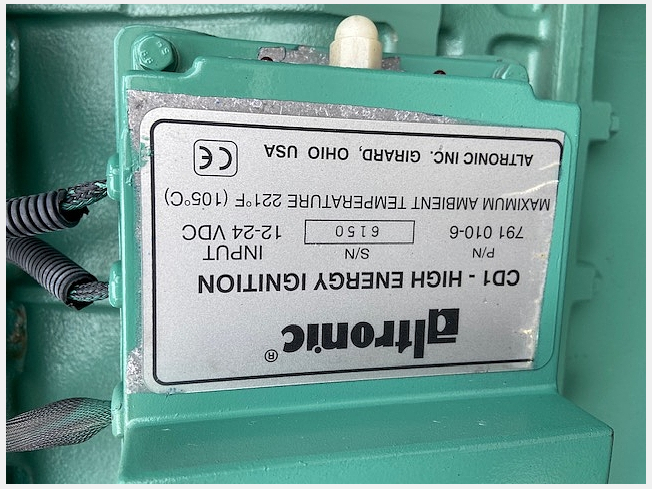 altronic®
CD1 - HIGH ENERGY IGNITION
P/N S/N INPUT
791 010-6 6150 12-24 VDC
MAXIMUM AMBIENT TEMPERATURE 221°F (105°C)
ALTRONIC INC. GIRARD, OHIO USA CE